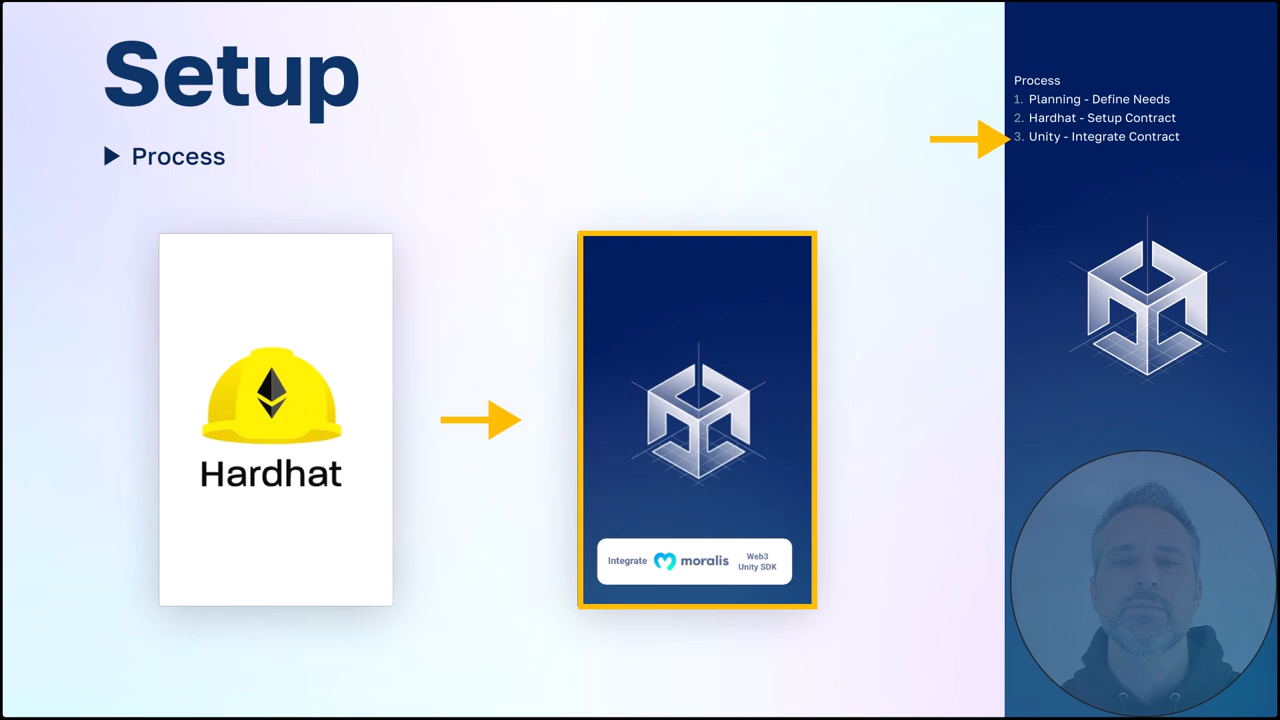 Setup
Process
Hardhat
Integrate moralis Web3
Unity SDK
Process
1. Planning - Define Needs
2. Hardhat - Setup Contract
3. Unity - Integrate Contract